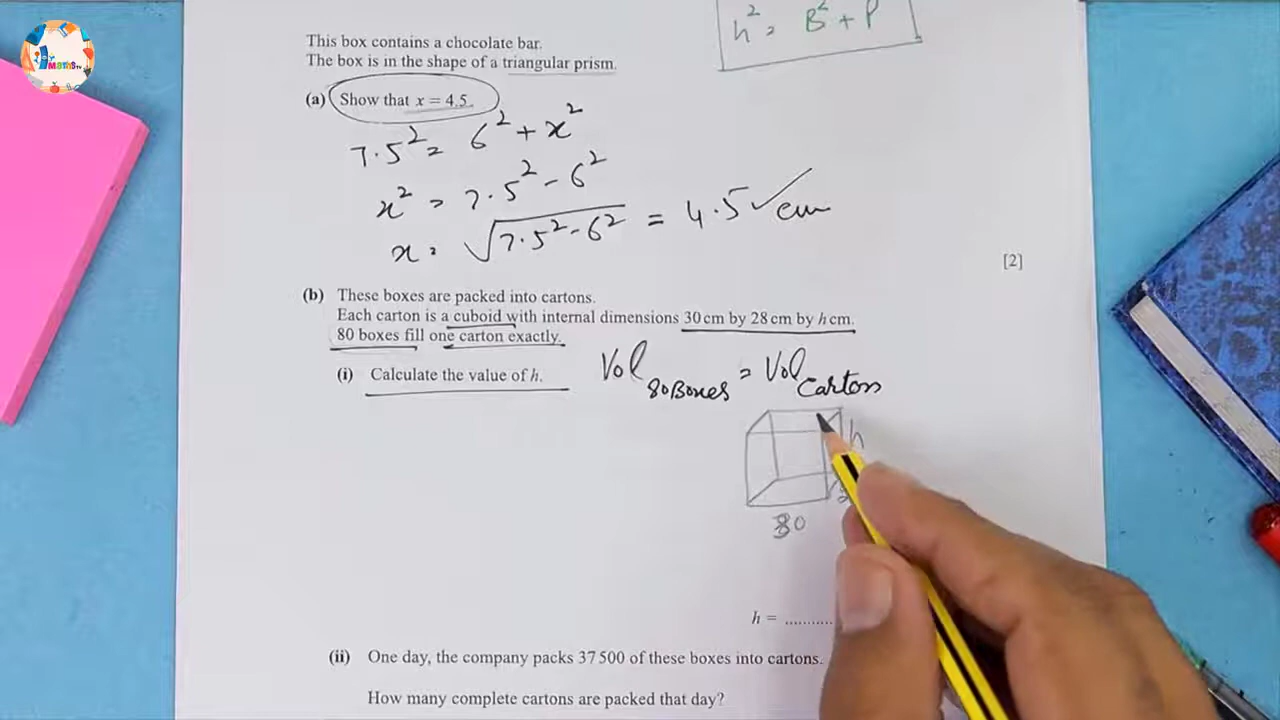 h² = B² + P
This box contains a chocolate bar.
The box is in the shape of a triangular prism.
(a) Show that x = 4.5.
7.5² = 6² + x²
x² = 7.5² - 6²
x = √7.5² - 6² = 4.5 ✓ cm
[2]
(b) These boxes are packed into cartons.
Each carton is a cuboid with internal dimensions 30 cm by 28 cm by h cm.
80 boxes fill one carton exactly.
(i) Calculate the value of h.
Vol 80 Boxes = Vol Carton
h
80
h = ...........
(ii) One day, the company packs 37 500 of these boxes into cartons.
How many complete cartons are packed that day?